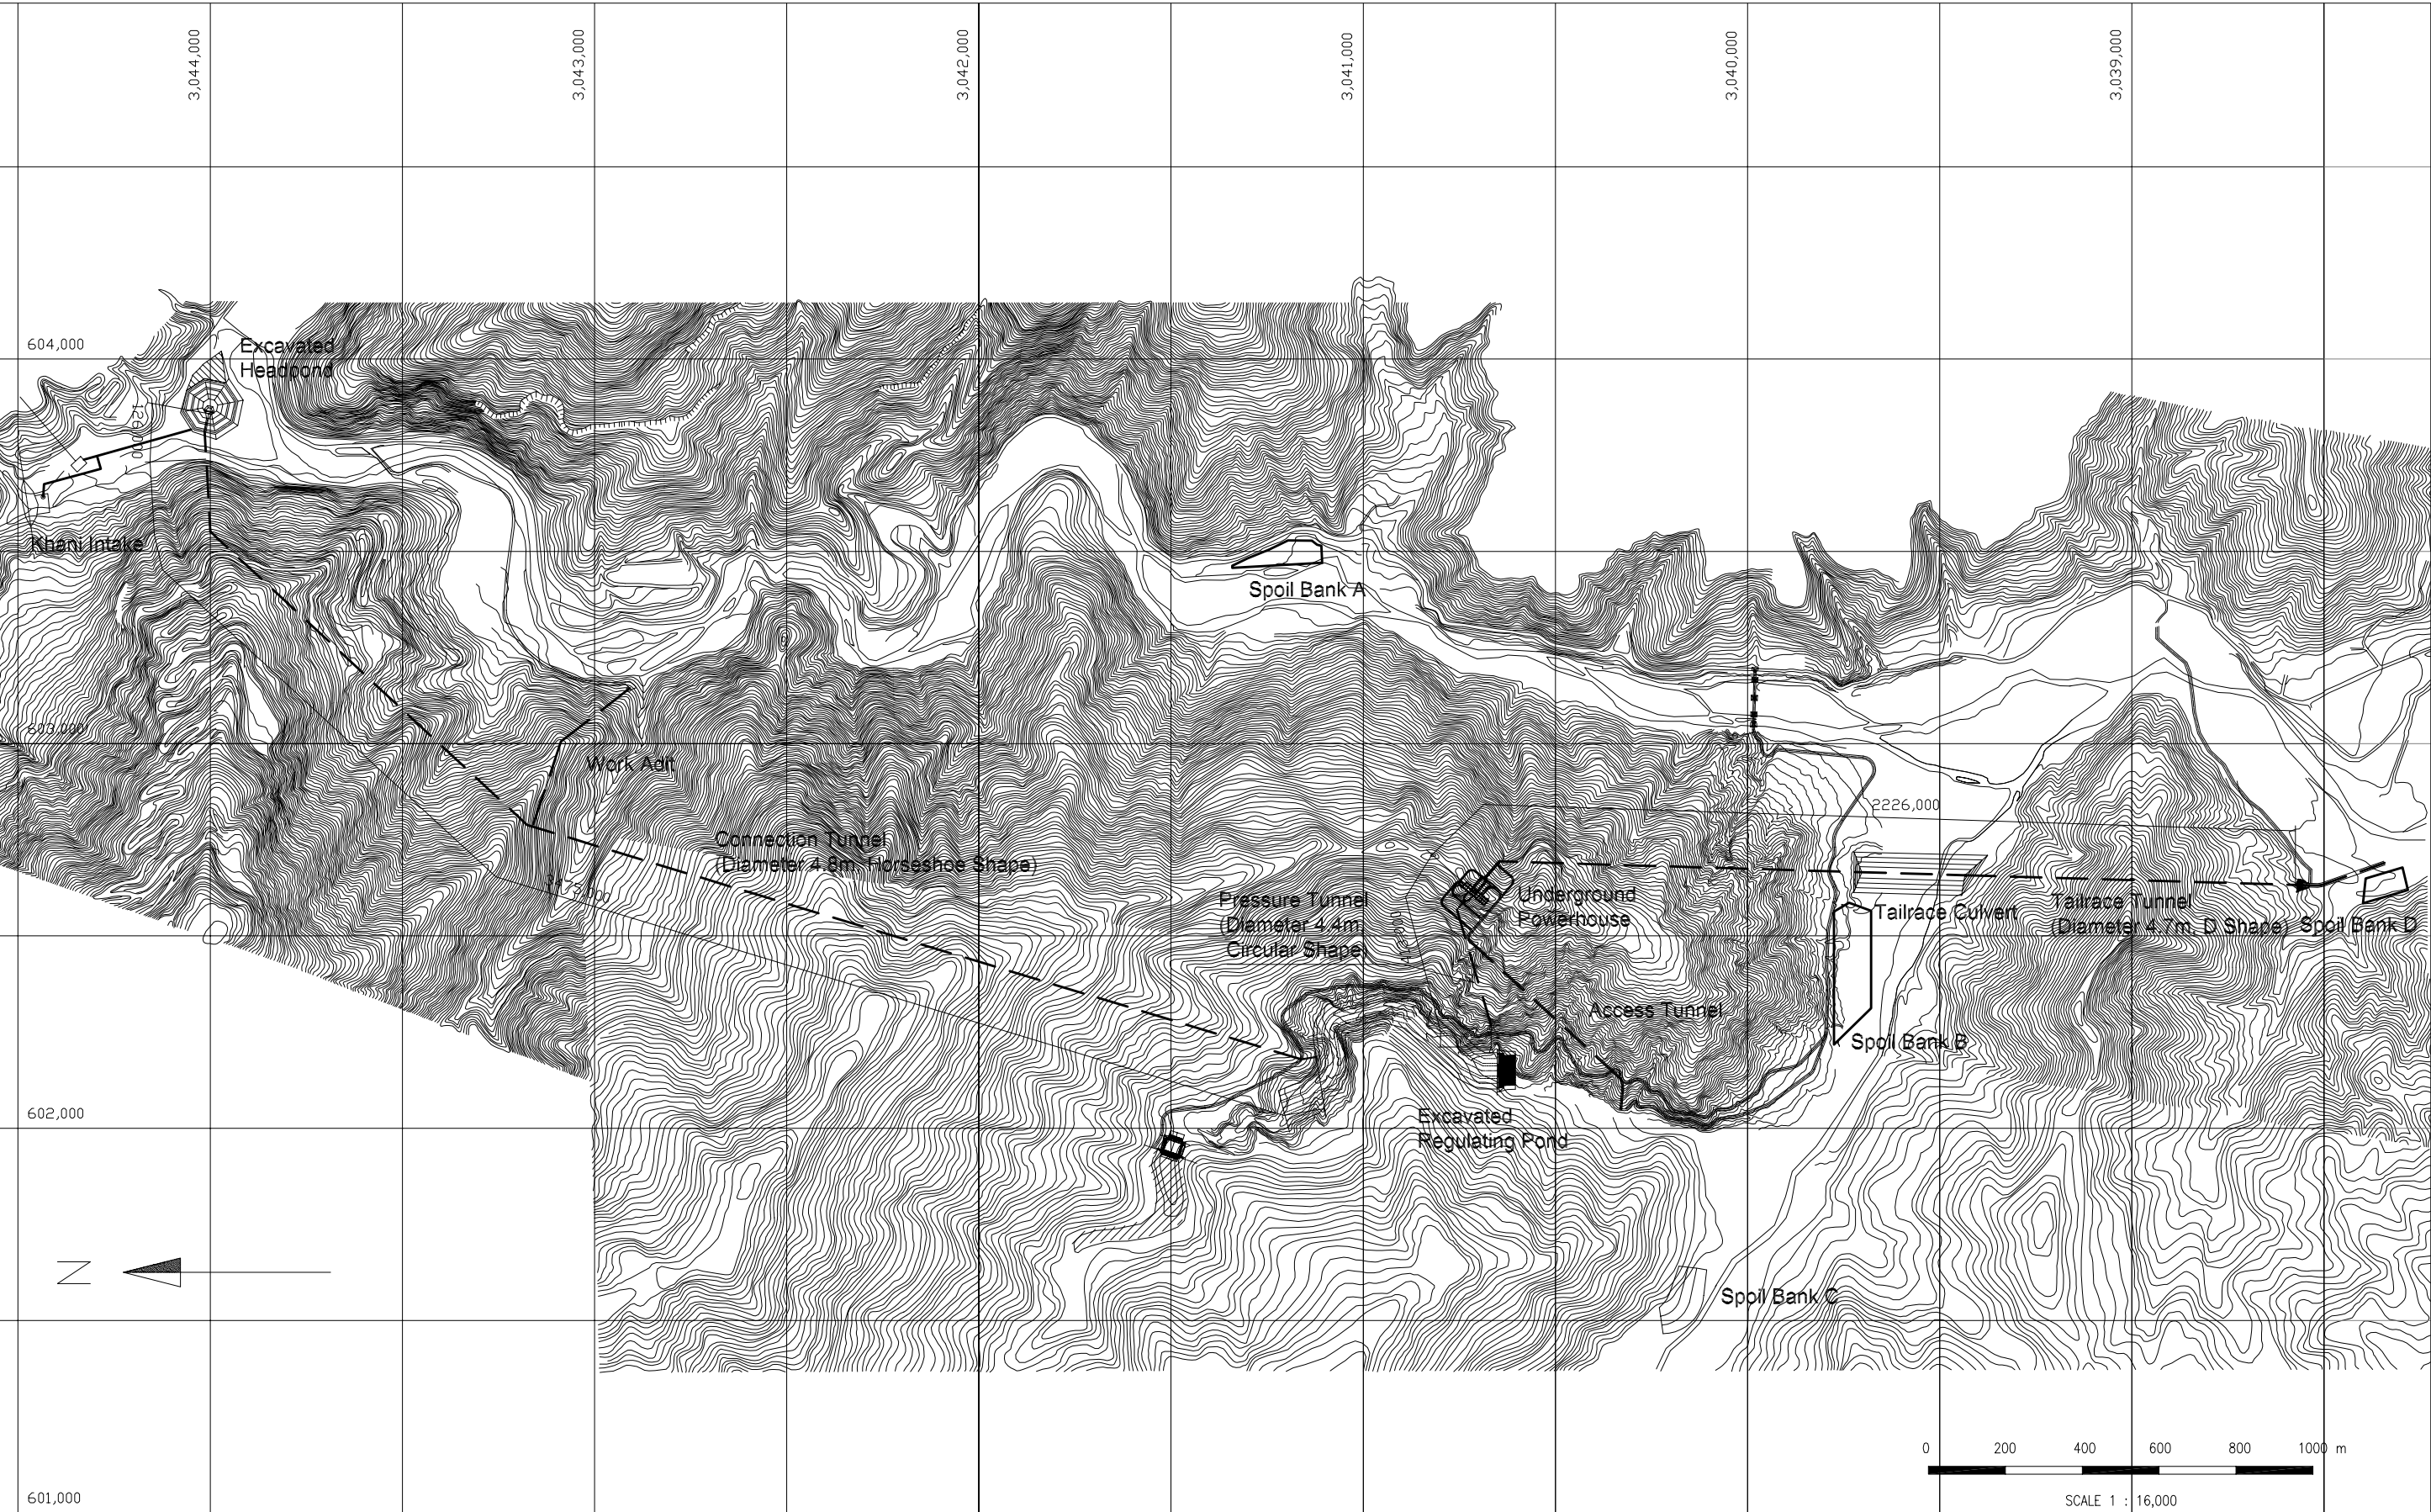 3,044,000
3,043,000
3,042,000
3,041,000
3,040,000
3,039,000
604,000
Excavated
Headpond
1216,000
Khani Intake
Spoil Bank A
603,000
Work Adit
2226,000
Connection Tunnel
(Diameter 4.8m, Horseshoe Shape)
3475,000
Pressure Tunnel
(Diameter 4.4m,
Circular Shape)
Underground
Powerhouse
Tailrace Culvert
Tailrace Tunnel
(Diameter 4.7m, D Shape)
Spoil Bank D
Access Tunnel
Spoil Bank B
602,000
Excavated
Regulating Pond
N
Spoil Bank C
0 200 400 600 800 1000 m
601,000
SCALE 1 : 16,000